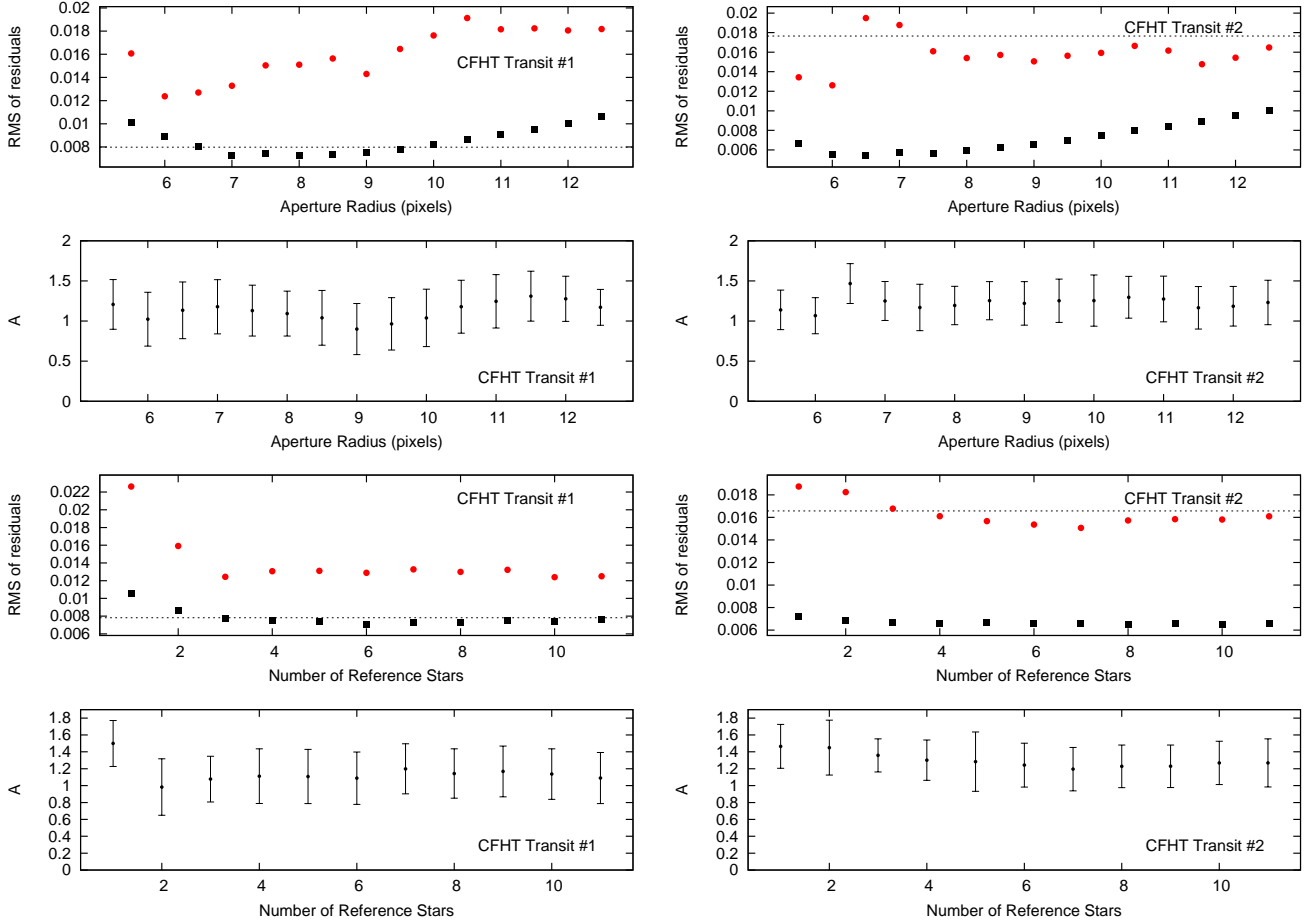 0.02
0.018
0.016
0.014
0.012
0.01
0.008
RMS of residuals
CFHT Transit #1
6 7 8 9 10 11 12
Aperture Radius (pixels)
0.02
0.018
0.016
0.014
0.012
0.01
0.008
0.006
RMS of residuals
CFHT Transit #2
6 7 8 9 10 11 12
Aperture Radius (pixels)
2
1.5
1
0.5
0
A
CFHT Transit #1
6 7 8 9 10 11 12
Aperture Radius (pixels)
2
1.5
1
0.5
0
A
CFHT Transit #2
6 7 8 9 10 11 12
Aperture Radius (pixels)
0.022
0.02
0.018
0.016
0.014
0.012
0.01
0.008
0.006
RMS of residuals
CFHT Transit #1
2 4 6 8 10
Number of Reference Stars
0.018
0.016
0.014
0.012
0.01
0.008
0.006
RMS of residuals
CFHT Transit #2
2 4 6 8 10
Number of Reference Stars
1.8
1.6
1.4
1.2
1
0.8
0.6
0.4
0.2
0
A
CFHT Transit #1
2 4 6 8 10
Number of Reference Stars
1.8
1.6
1.4
1.2
1
0.8
0.6
0.4
0.2
0
A
CFHT Transit #2
2 4 6 8 10
Number of Reference Stars